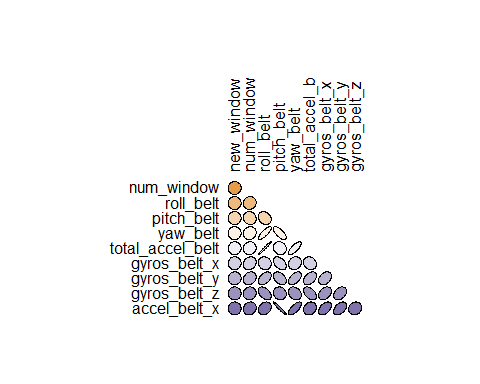 new_window
num_window
roll_belt
pitch_belt
yaw_belt
total_accel_b
gyros_belt_x
gyros_belt_y
gyros_belt_z
num_window
roll_belt
pitch_belt
yaw_belt
total_accel_belt
gyros_belt_x
gyros_belt_y
gyros_belt_z
accel_belt_x